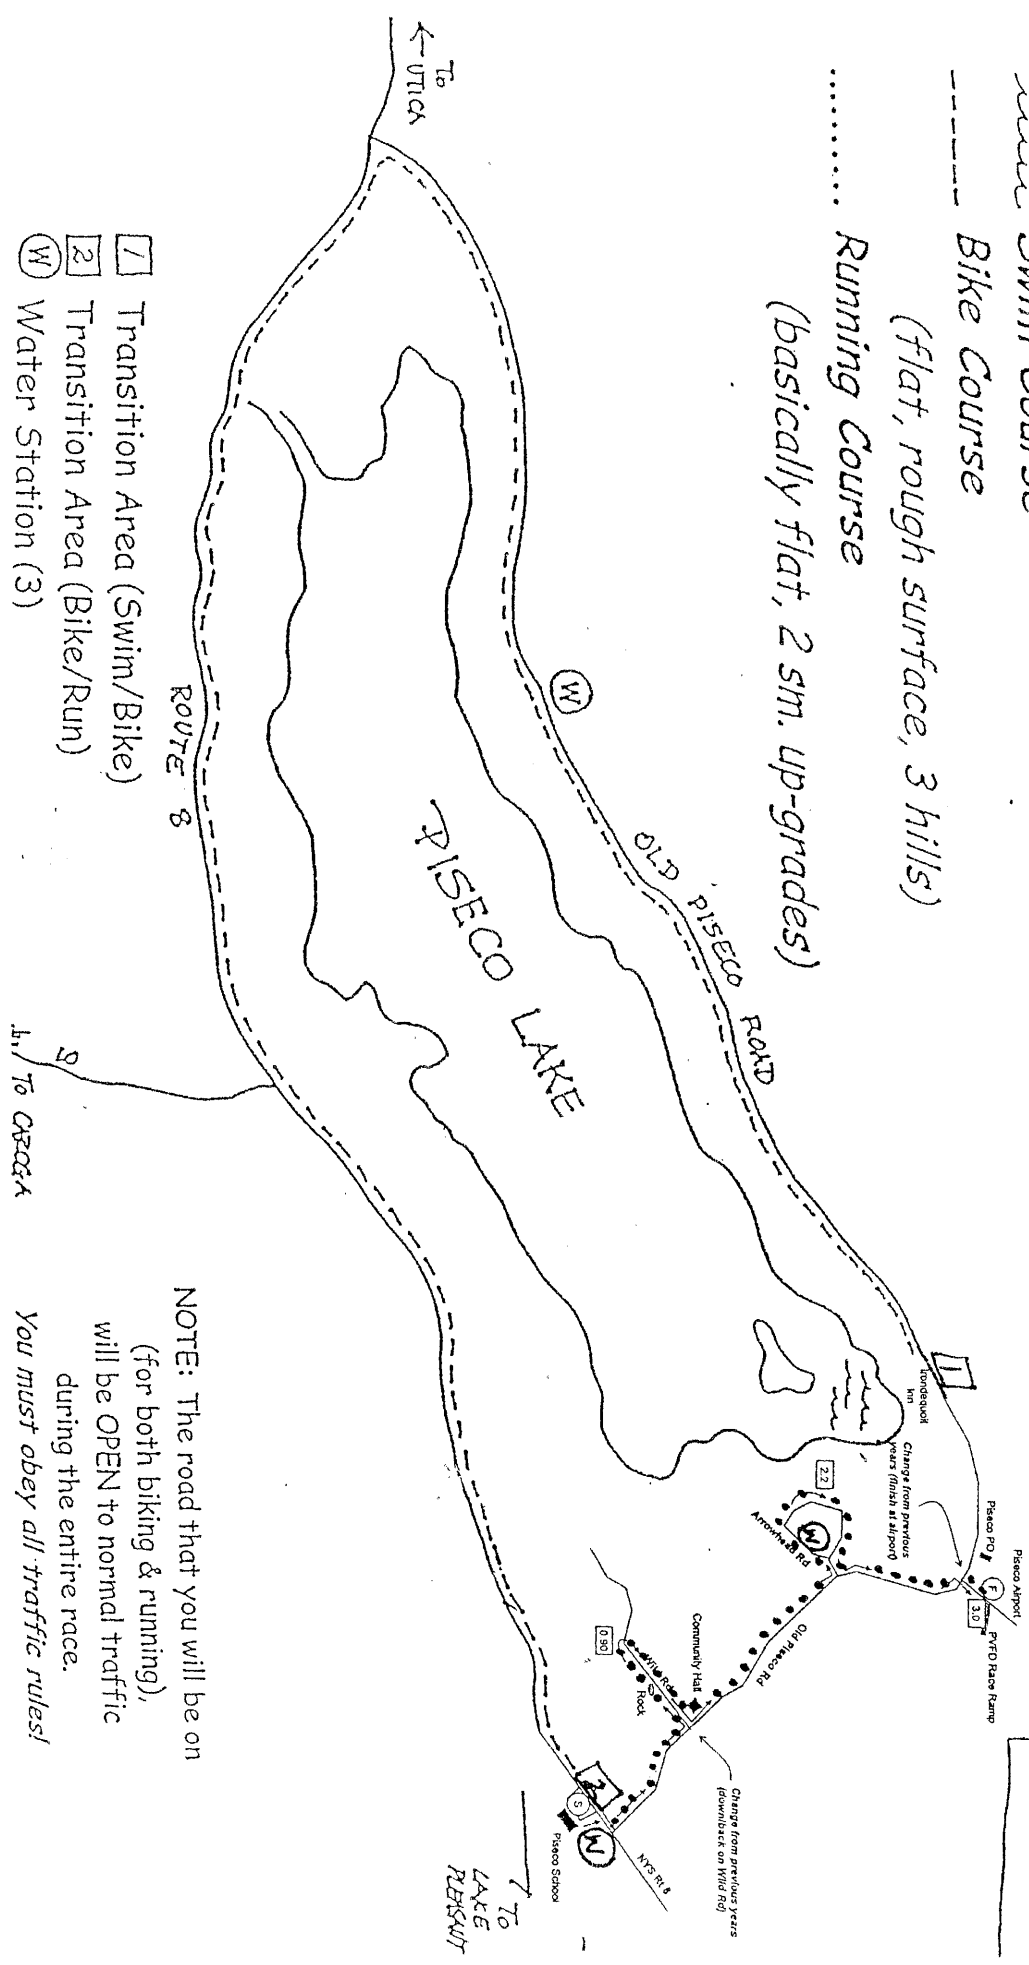 Swim Course
----- Bike Course
(flat, rough surface, 3 hills)
........ Running Course
(basically flat, 2 sm. up-grades)
← To
UTICA
W
OLD PISECO ROAD
PISECO LAKE
ROUTE 8
1
Irondequoit
Inn
Change from previous
years (finish at airport)
Piseco PO
Piseco Airport
F
3.0
PVFD Race Ramp
2.2
W
Arrowhead Rd
Old Piseco Rd
Community Hall
Wild Rd
0.90
Rock
Change from previous years
(down/back on Wild Rd)
2
S
W
Piseco School
NYS Rt 8
To
LAKE
PLEASANT
To CAROGA
1 Transition Area (Swim/Bike)
2 Transition Area (Bike/Run)
W Water Station (3)
NOTE: The road that you will be on
(for both biking & running),
will be OPEN to normal traffic
during the entire race.
You must obey all traffic rules!